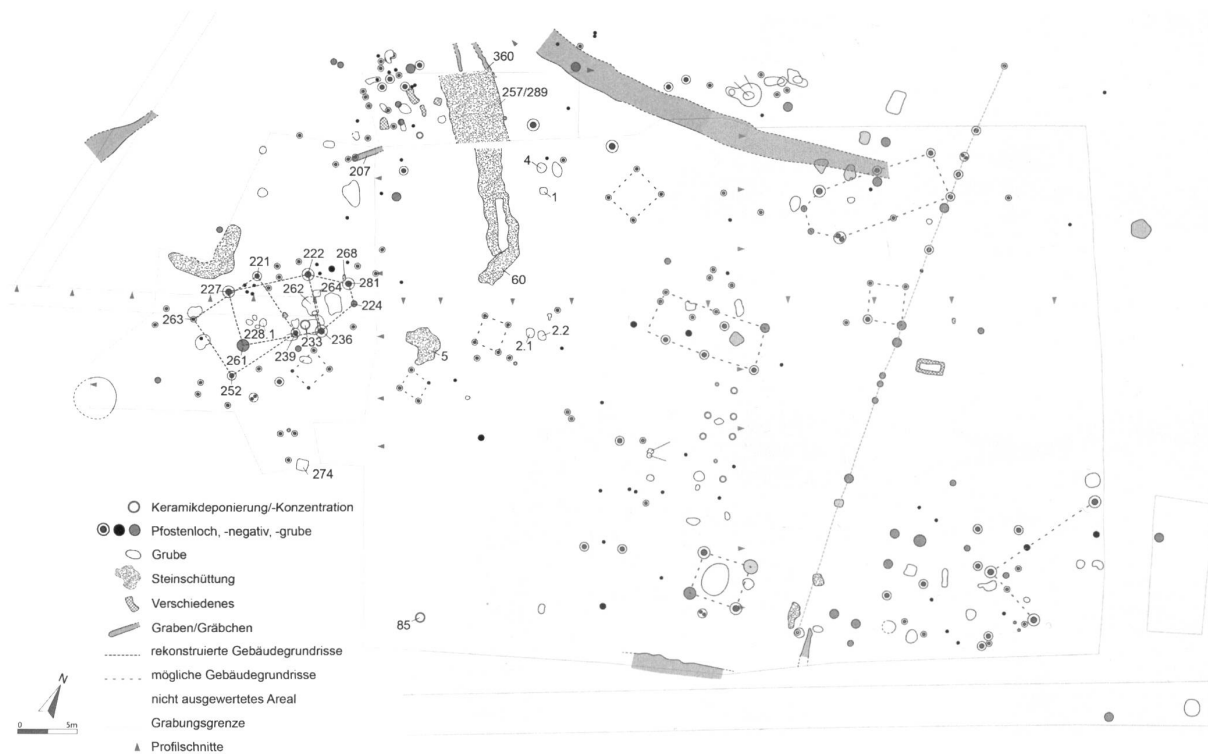 360
257/289
4
1
207
60
221
222
268
227
262
264
281
224
263
228.1
233
236
239
261
252
5
2.1
2.2
274
85
Keramikdeponierung/-Konzentration
Pfostenloch, -negativ, -grube
Grube
Steinschüttung
Verschiedenes
Graben/Gräbchen
rekonstruierte Gebäudegrundrisse
mögliche Gebäudegrundrisse
nicht ausgewertetes Areal
Grabungsgrenze
Profilschnitte
N
0 5m